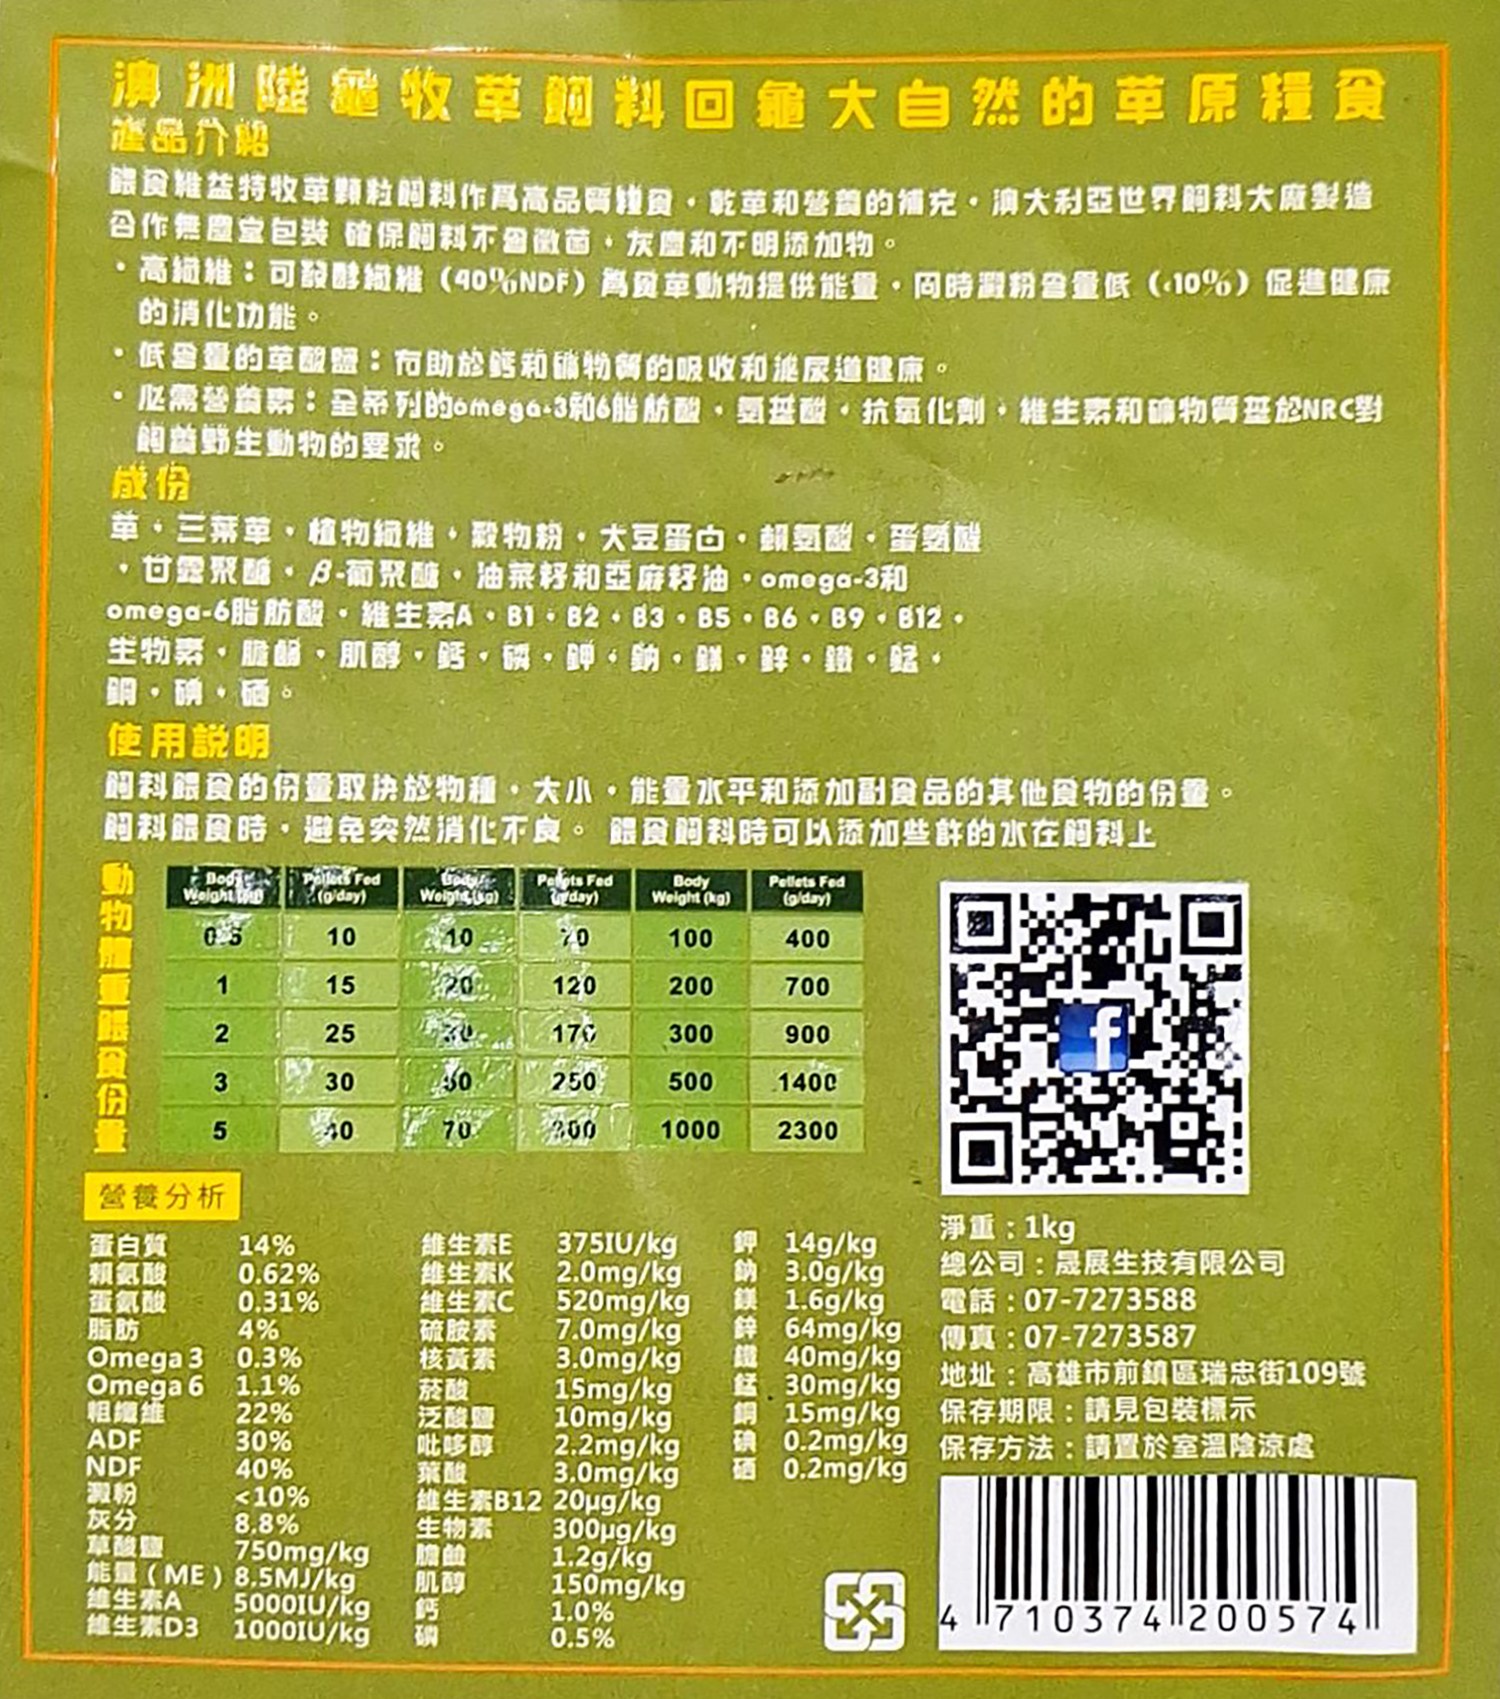 澳洲陸龜牧草飼料回龜大自然的草原糧食
產品介紹
餵食維益特牧草顆粒飼料作為高品質糧食,乾草和營養的補充,澳大利亞世界飼料大廠製造
合作無塵室包裝 確保飼料不會黴菌,灰塵和不明添加物。
・高纖維:可發酵纖維(40%NDF)為食草動物提供能量,同時澱粉含量低(<10%)促進健康
的消化功能。
・低含量的草酸鹽:有助於鈣和礦物質的吸收和泌尿道健康。
・必需營養素:全系列的omega-3和6脂肪酸,氨基酸,抗氧化劑,維生素和礦物質基於NRC對
飼養野生動物的要求。
成份
草,三葉草,植物纖維,穀物粉,大豆蛋白,賴氨酸,蛋氨酸
,甘露聚醣,β-葡聚醣,油菜籽和亞麻籽油,omega-3和
omega-6脂肪酸,維生素A,B1,B2,B3,B5,B6,B9,B12,
生物素,膽鹼,肌醇,鈣,磷,鉀,鈉,鎂,鋅,鐵,錳,
銅,碘,硒。
使用說明
飼料餵食的份量取決於物種,大小,能量水平和添加副食品的其他食物的份量。
飼料餵食時,避免突然消化不良。 餵食飼料時可以添加些許的水在飼料上
動物體重餵食份量
Body Weight (kg) Pellets Fed (g/day) Body Weight (kg) Pellets Fed (g/day) Body Weight (kg) Pellets Fed (g/day)
0.5 10 10 70 100 400
1 15 20 120 200 700
2 25 30 170 300 900
3 30 50 250 500 1400
5 40 70 300 1000 2300
營養分析
蛋白質 14%
賴氨酸 0.62%
蛋氨酸 0.31%
脂肪 4%
Omega 3 0.3%
Omega 6 1.1%
粗纖維 22%
ADF 30%
NDF 40%
澱粉 <10%
灰分 8.8%
草酸鹽 750mg/kg
能量(ME) 8.5MJ/kg
維生素A 5000IU/kg
維生素D3 1000IU/kg
維生素E 375IU/kg
維生素K 2.0mg/kg
維生素C 520mg/kg
硫胺素 7.0mg/kg
核黃素 3.0mg/kg
菸酸 15mg/kg
泛酸鹽 10mg/kg
吡哆醇 2.2mg/kg
葉酸 3.0mg/kg
維生素B12 20μg/kg
生物素 300μg/kg
膽鹼 1.2g/kg
肌醇 150mg/kg
鈣 1.0%
磷 0.5%
鉀 14g/kg
鈉 3.0g/kg
鎂 1.6g/kg
鋅 64mg/kg
鐵 40mg/kg
錳 30mg/kg
銅 15mg/kg
碘 0.2mg/kg
硒 0.2mg/kg
淨重:1kg
總公司:晟展生技有限公司
電話:07-7273588
傳真:07-7273587
地址:高雄市前鎮區瑞忠街109號
保存期限:請見包裝標示
保存方法:請置於室溫陰涼處
4 710374 200574